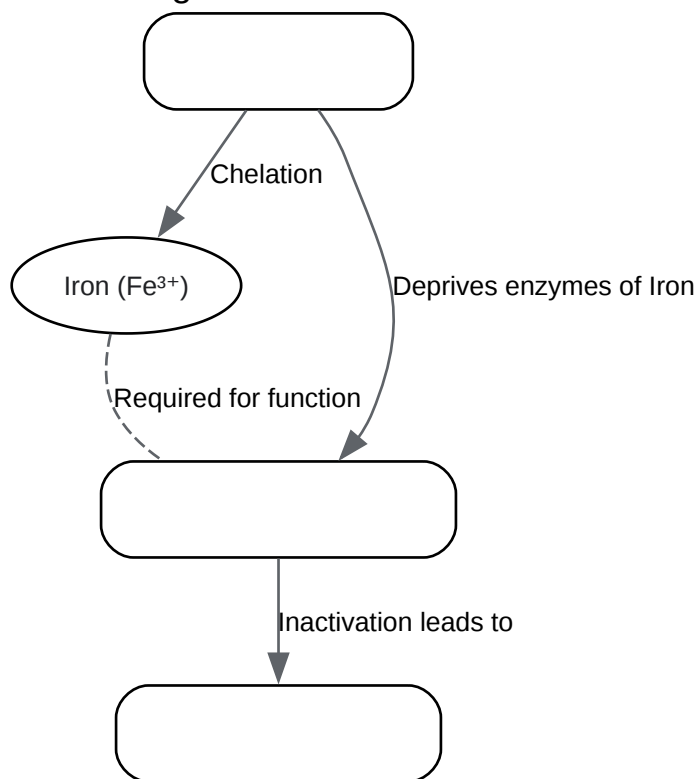 Chelation
Iron (Fe³⁺)
Deprives enzymes of Iron
Required for function
Inactivation leads to